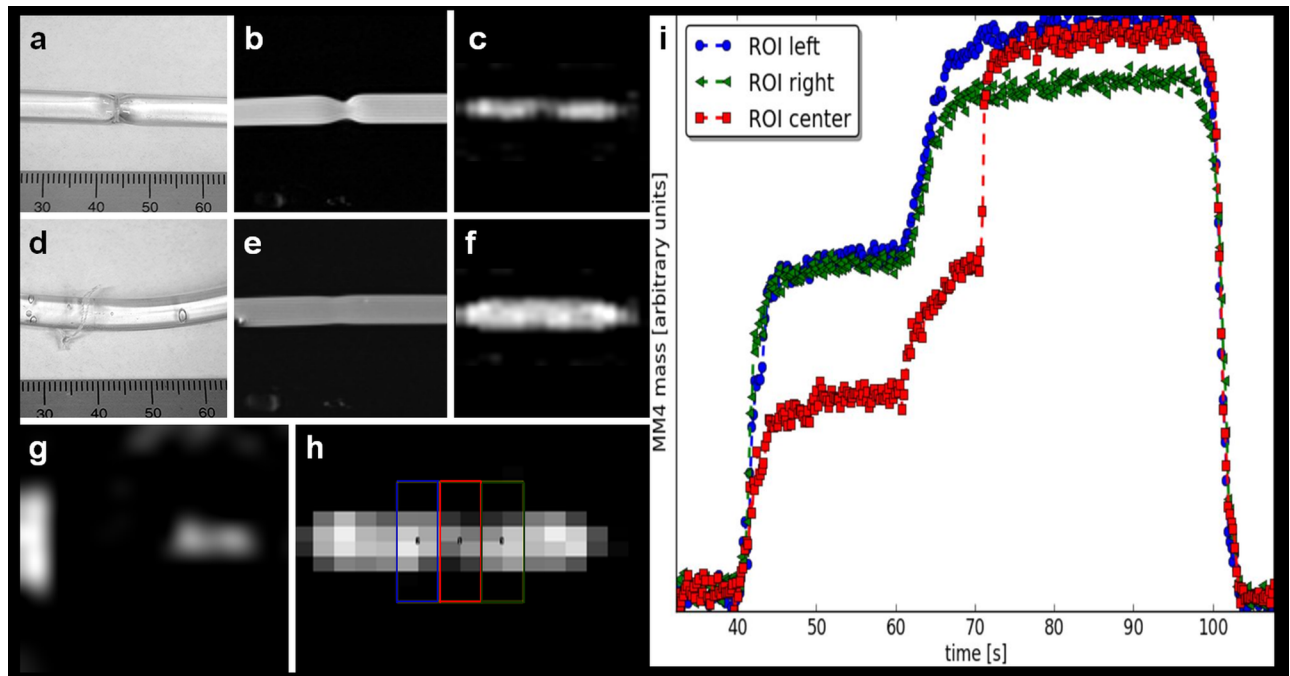 a
b
c
30 40 50 60
d
e
f
30 40 50 60
g
h
i
ROI left
ROI right
ROI center
MM4 mass [arbitrary units]
40 50 60 70 80 90 100
time [s]